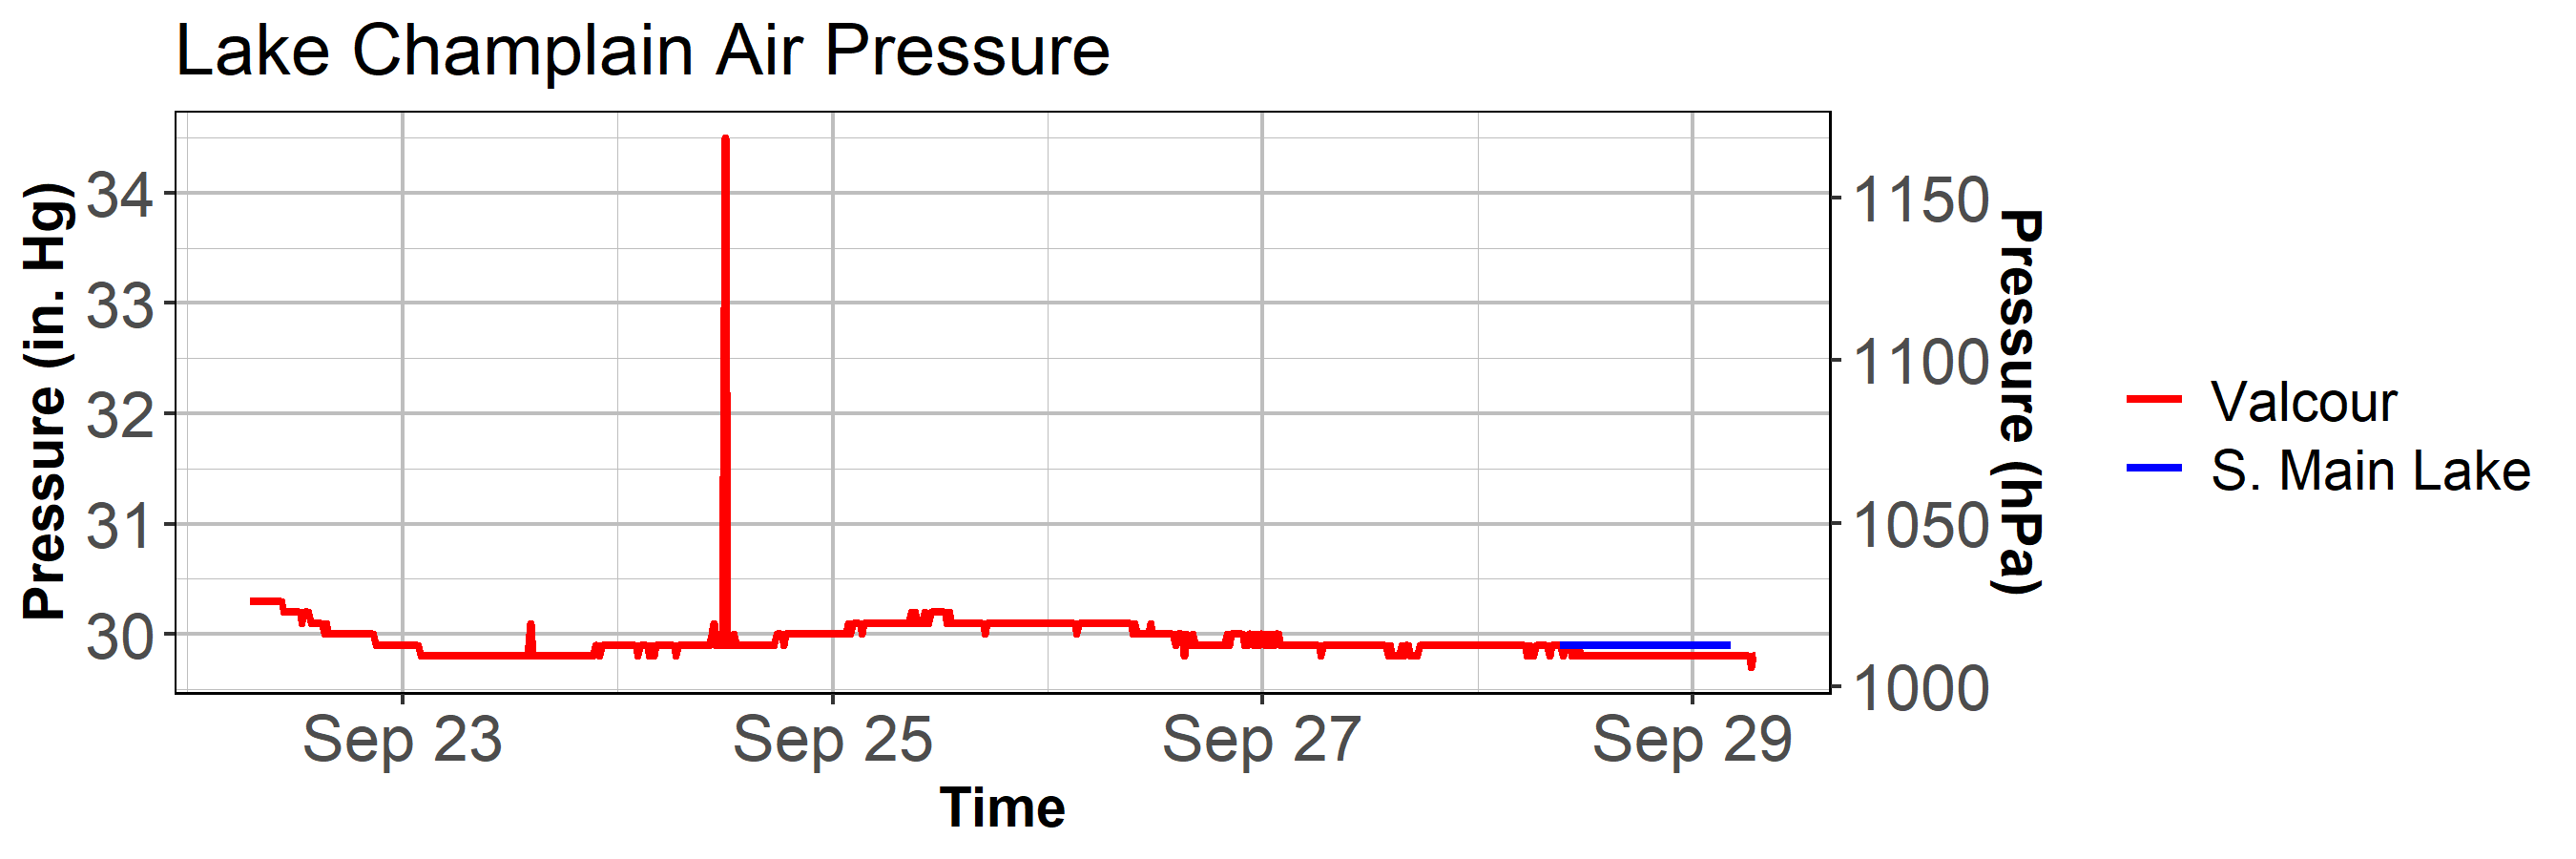 Lake Champlain Air Pressure
Pressure (in. Hg)
34
33
32
31
30
1150
1100
1050
1000
Pressure (hPa)
Sep 23
Sep 25
Sep 27
Sep 29
Time
Valcour
S. Main Lake